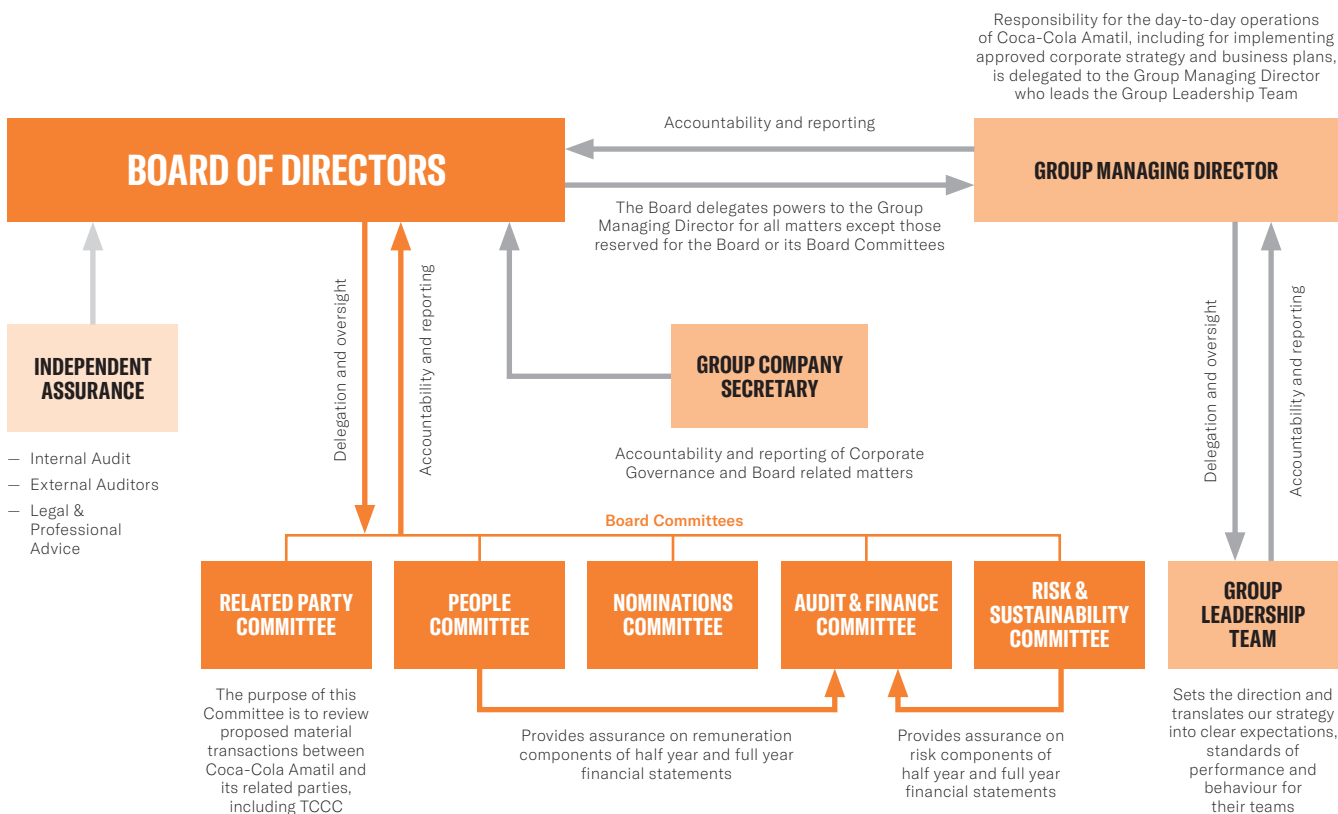 Responsibility for the day-to-day operations
of Coca-Cola Amatil, including for implementing
approved corporate strategy and business plans,
is delegated to the Group Managing Director
who leads the Group Leadership Team
Accountability and reporting
BOARD OF DIRECTORS
GROUP MANAGING DIRECTOR
The Board delegates powers to the Group
Managing Director for all matters except those
reserved for the Board or its Board Committees
Delegation and oversight
Accountability and reporting
Delegation and oversight
Accountability and reporting
INDEPENDENT
ASSURANCE
— Internal Audit
— External Auditors
— Legal &
Professional
Advice
GROUP COMPANY
SECRETARY
Accountability and reporting of Corporate
Governance and Board related matters
Board Committees
RELATED PARTY
COMMITTEE
PEOPLE
COMMITTEE
NOMINATIONS
COMMITTEE
AUDIT & FINANCE
COMMITTEE
RISK &
SUSTAINABILITY
COMMITTEE
GROUP
LEADERSHIP
TEAM
The purpose of this
Committee is to review
proposed material
transactions between
Coca-Cola Amatil and
its related parties,
including TCCC
Provides assurance on remuneration
components of half year and full year
financial statements
Provides assurance on
risk components of
half year and full year
financial statements
Sets the direction and
translates our strategy
into clear expectations,
standards of
performance and
behaviour for
their teams